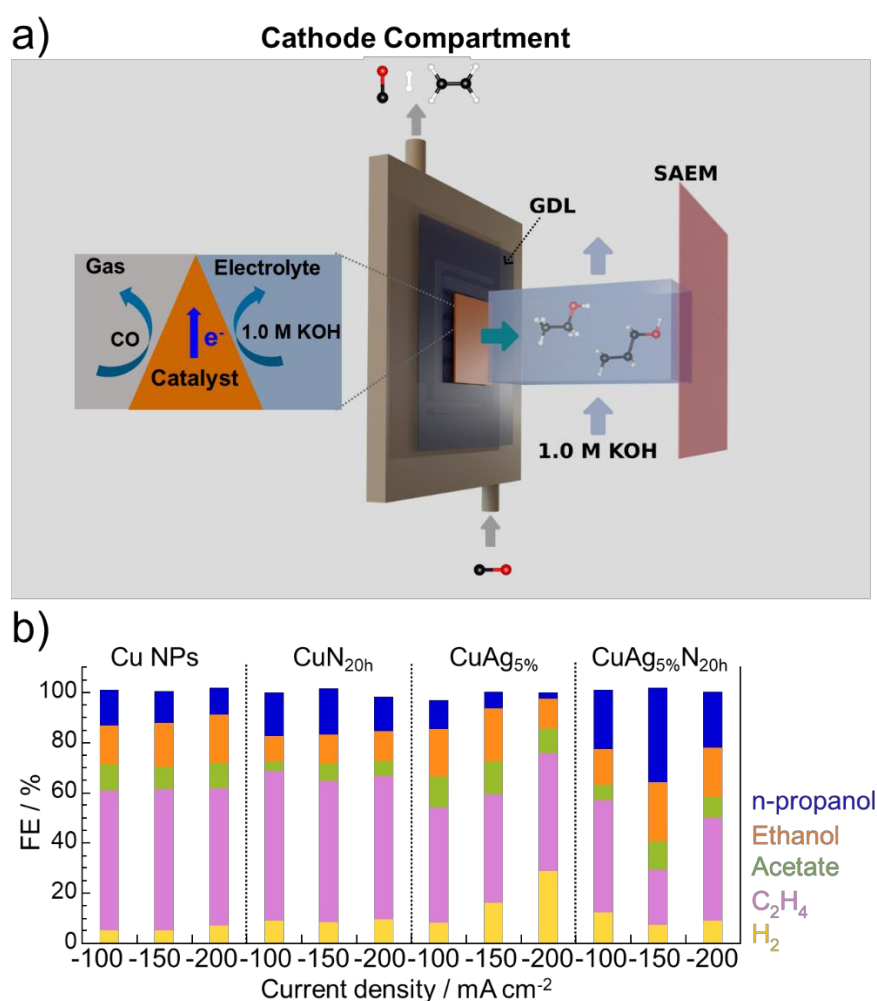 a)
Cathode Compartment
SAEM
GDL
Gas
Electrolyte
CO
e-
1.0 M KOH
Catalyst
1.0 M KOH
b)
Cu NPs
CuN20h
CuAg5%
CuAg5%N20h
100
80
60
40
20
0
FE / %
n-propanol
Ethanol
Acetate
C2H4
H2
-100 -150 -200 -100 -150 -200 -100 -150 -200 -100 -150 -200
Current density / mA cm-2